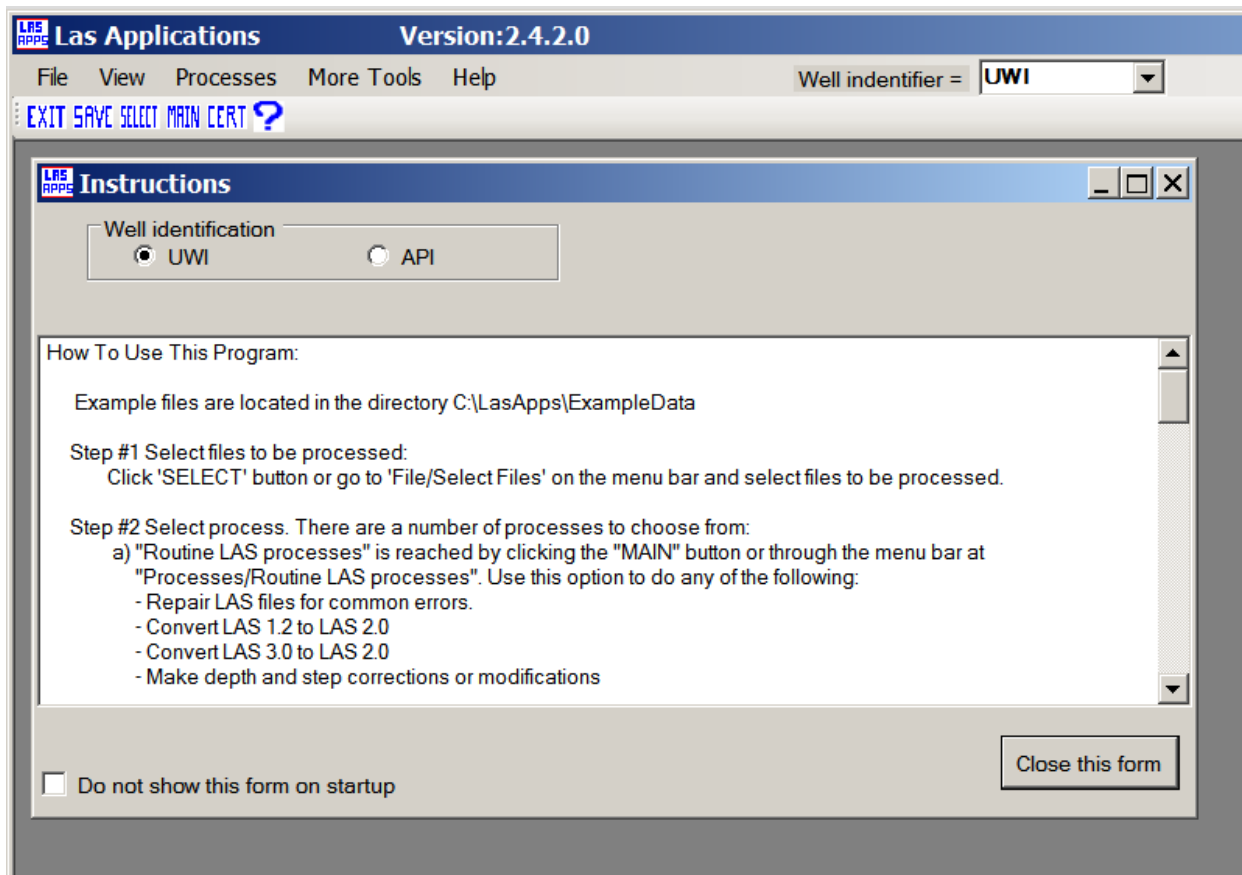 LAS APPS Las Applications Version:2.4.2.0
File View Processes More Tools Help Well indentifier = UWI
EXIT SAVE SELECT MAIN CERT ?
LAS APPS Instructions
Well identification
UWI API
How To Use This Program:
Example files are located in the directory C:\LasApps\ExampleData
Step #1 Select files to be processed:
Click 'SELECT' button or go to 'File/Select Files' on the menu bar and select files to be processed.
Step #2 Select process. There are a number of processes to choose from:
a) "Routine LAS processes" is reached by clicking the "MAIN" button or through the menu bar at
"Processes/Routine LAS processes". Use this option to do any of the following:
- Repair LAS files for common errors.
- Convert LAS 1.2 to LAS 2.0
- Convert LAS 3.0 to LAS 2.0
- Make depth and step corrections or modifications
Close this form
Do not show this form on startup